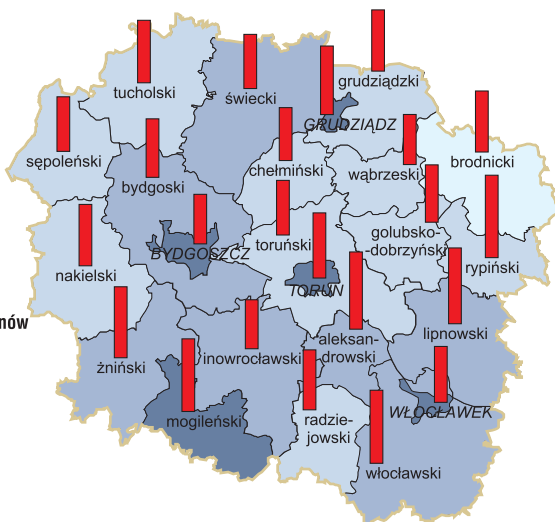 grudziądzki
tucholski
świecki
GRUDZIĄDZ
sępoleński
brodnicki
chełmiński
wąbrzeski
bydgoski
golubsko-
-dobrzyński
toruński
BYDGOSZCZ
rypiński
nakielski
TORUŃ
nów
lipnowski
aleksan-
drowski
inowrocławski
żniński
WŁOCŁAWEK
mogileński
radzie-
jowski
włocławski